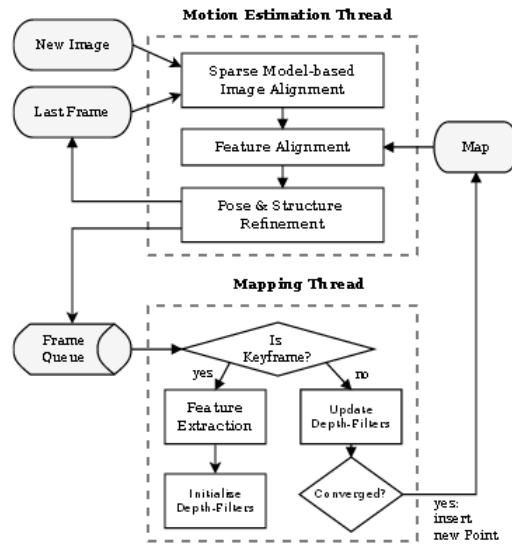 Motion Estimation Thread
New Image
Sparse Model-based
Image Alignment
Last Frame
Feature Alignment
Map
Pose & Structure
Refinement
Mapping Thread
Frame
Queue
Is
Keyframe?
yes
no
Feature
Extraction
Update
Depth-Filters
Initialize
Depth-Filters
Converged?
yes:
insert
new Point